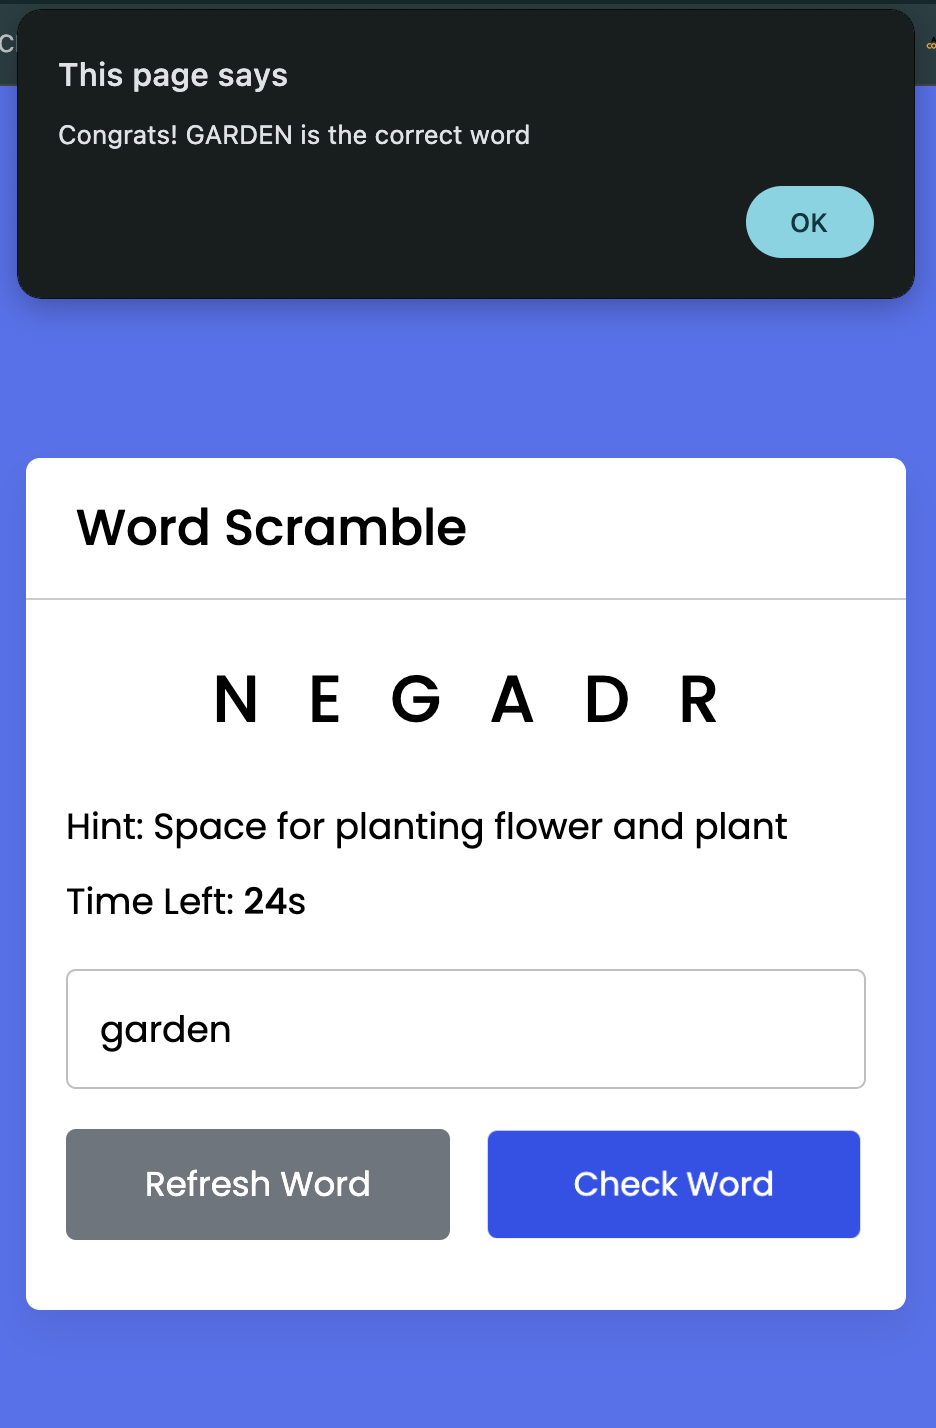 This page says
Congrats! GARDEN is the correct word
OK
Word Scramble
N E G A D R
Hint: Space for planting flower and plant
Time Left: 24s
garden
Refresh Word
Check Word